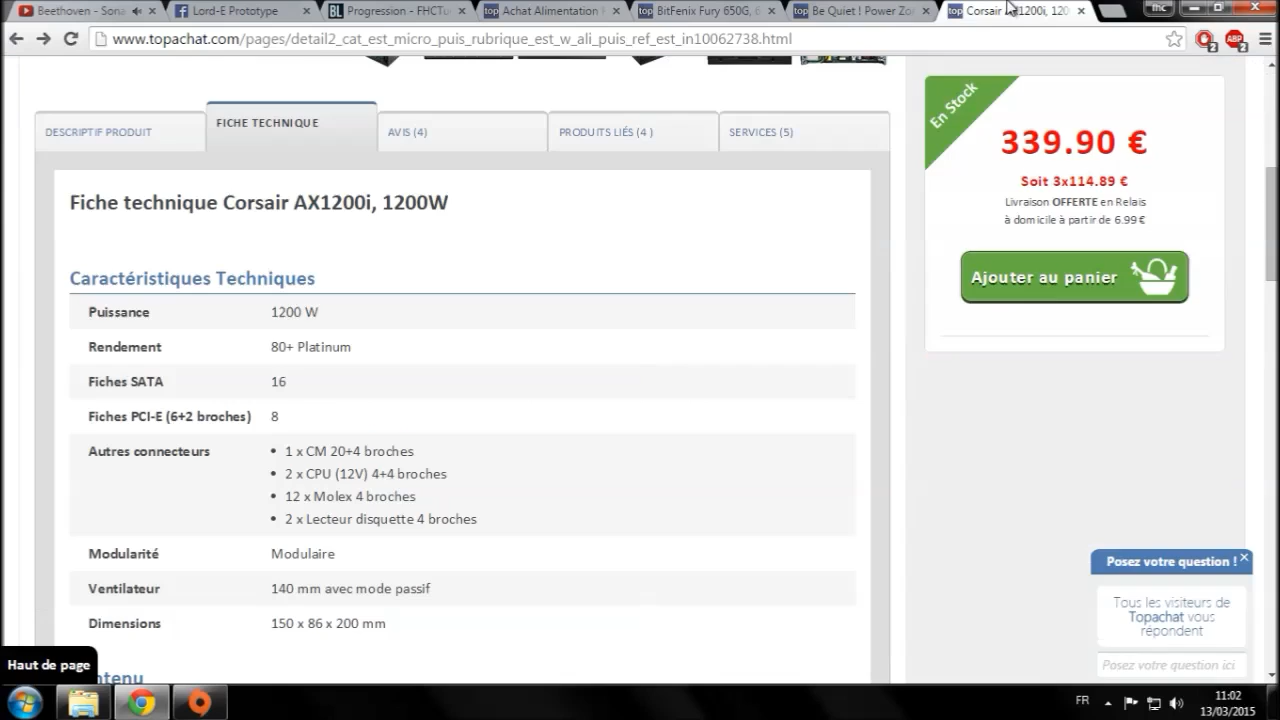 Beethoven - Sona
Lord-E Prototype
Progression - FHCTu
Achat Alimentation
BitFenix Fury 650G, 6
Be Quiet ! Power Zo
Corsair 1200i, 120
mc
www.topachat.com/pages/detail2_cat_est_micro_puis_rubrique_est_w_ali_puis_ref_est_in10062738.html
ABP
2
2
DESCRIPTIF PRODUIT
FICHE TECHNIQUE
AVIS (4)
PRODUITS LIÉS (4 )
SERVICES (5)
En Stock
339.90 €
Soit 3x114.89 €
Livraison OFFERTE en Relais
à domicile à partir de 6.99 €
Ajouter au panier
Fiche technique Corsair AX1200i, 1200W
Caractéristiques Techniques
Puissance 1200 W
Rendement 80+ Platinum
Fiches SATA 16
Fiches PCI-E (6+2 broches) 8
Autres connecteurs
• 1 x CM 20+4 broches
• 2 x CPU (12V) 4+4 broches
• 12 x Molex 4 broches
• 2 x Lecteur disquette 4 broches
Modularité Modulaire
Ventilateur 140 mm avec mode passif
Dimensions 150 x 86 x 200 mm
Posez votre question !
Tous les visiteurs de
Topachat vous
répondent
Posez votre question ici
Haut de page
ntenu
FR
11:02
13/03/2015